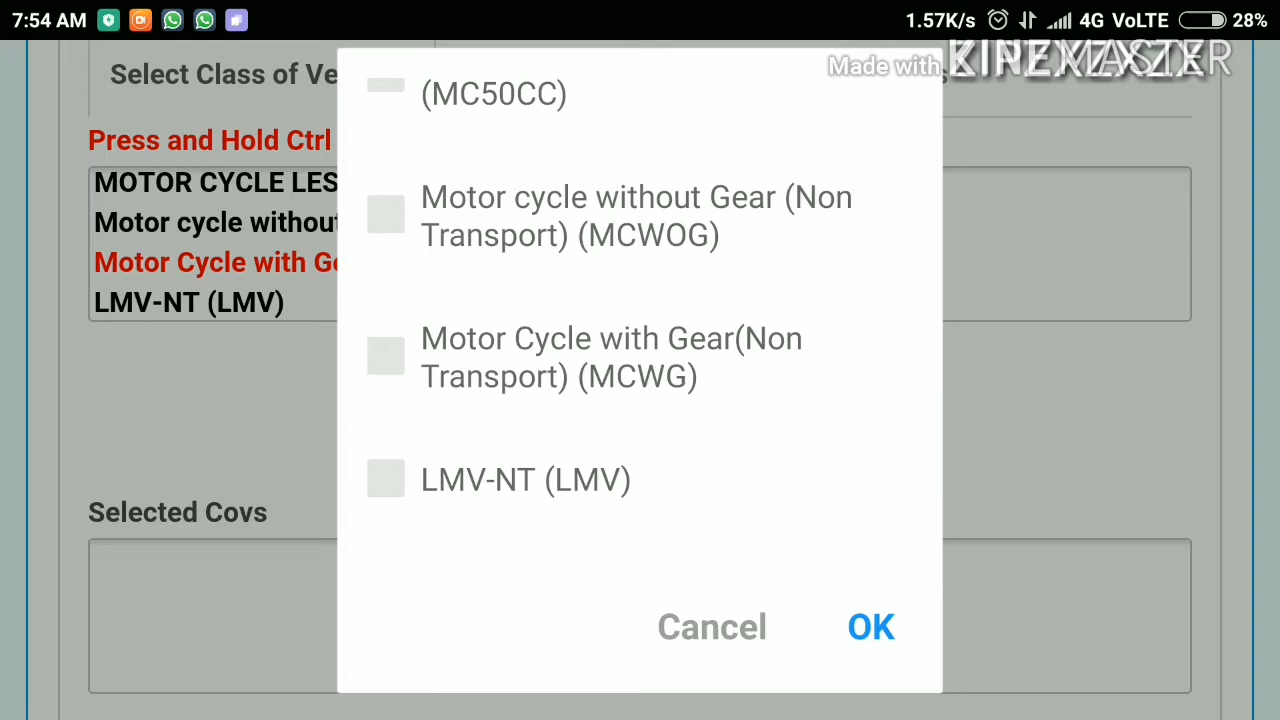 7:54 AM 1.57K/s 4G VoLTE 28%
Made with KINEMASTER
Select Class of Ve
(MC50CC)
Press and Hold Ctrl
MOTOR CYCLE LES
Motor cycle without
Motor Cycle with Ge
LMV-NT (LMV)
Motor cycle without Gear (Non
Transport) (MCWOG)
Motor Cycle with Gear(Non
Transport) (MCWG)
LMV-NT (LMV)
Selected Covs
Cancel OK